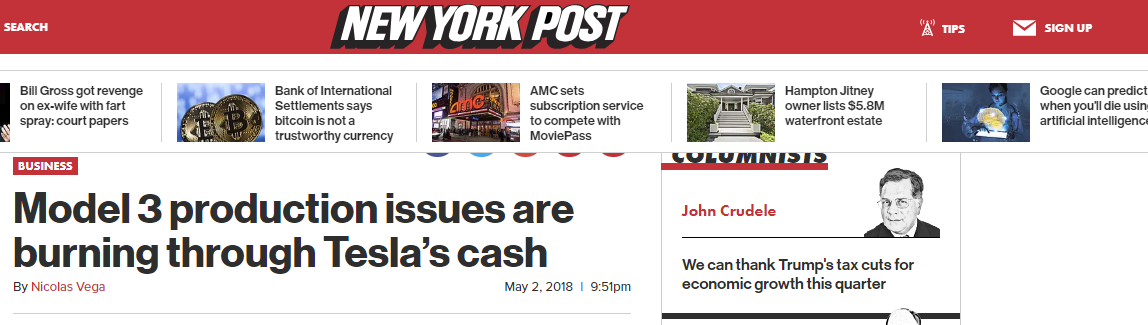 SEARCH
NEW YORK POST
TIPS
SIGN UP
Bill Gross got revenge
on ex-wife with fart
spray: court papers
Bank of International
Settlements says
bitcoin is not a
trustworthy currency
amc
AMC sets
subscription service
to compete with
MoviePass
Hampton Jitney
owner lists $5.8M
waterfront estate
Google can predict
when you'll die usin
artificial intelligence
BUSINESS
Model 3 production issues are
burning through Tesla's cash
By Nicolas Vega
May 2, 2018 | 9:51pm
COLUMNISTS
John Crudele
We can thank Trump's tax cuts for
economic growth this quarter